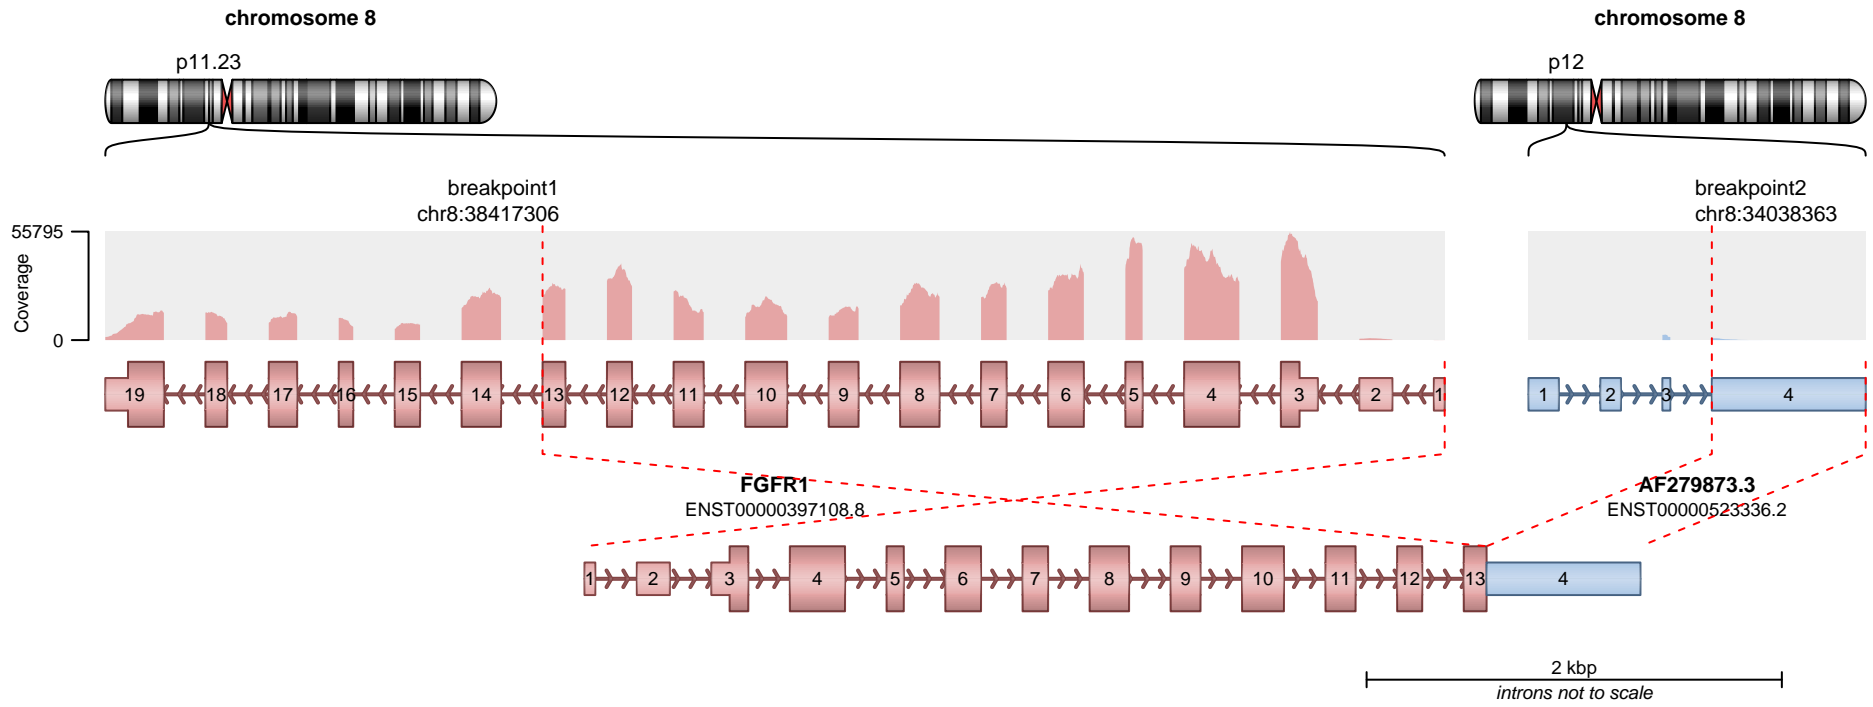 chromosome 8
chromosome 8
p11.23
p12
breakpoint1
chr8:38417306
breakpoint2
chr8:34038363
55795
Coverage
0
19 18 17 16 15 14 13 12 11 10 9 8 7 6 5 4 3 2 1
1 2 3 4
FGFR1
ENST00000397108.8
AF279873.3
ENST00000523336.2
1 2 3 4 5 6 7 8 9 10 11 12 13 4
2 kbp
introns not to scale